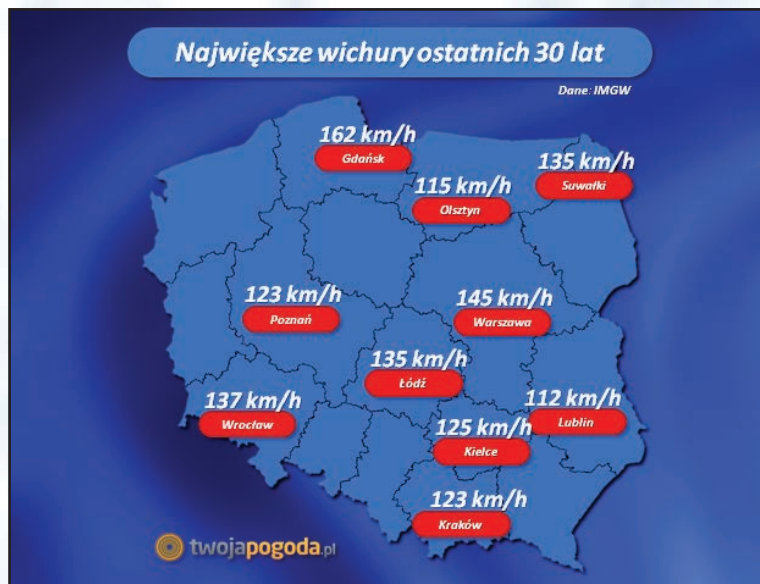 Największe wichury ostatnich 30 lat
Dane: IMGW
162 km/h
Gdańsk
135 km/h
Suwałki
115 km/h
Olsztyn
123 km/h
Poznań
145 km/h
Warszawa
135 km/h
Łódź
137 km/h
Wrocław
112 km/h
Lublin
125 km/h
Kielce
123 km/h
Kraków
twojapogoda.pl